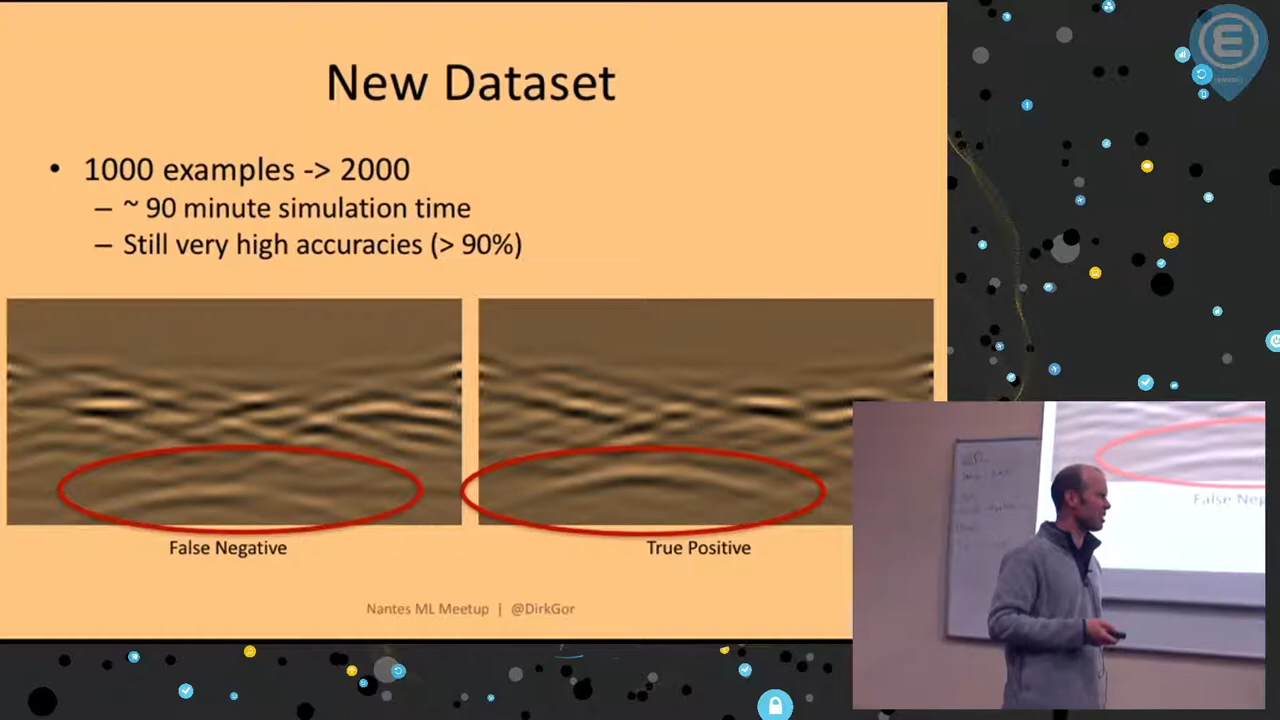 New Dataset
• 1000 examples -> 2000
– ~ 90 minute simulation time
– Still very high accuracies (> 90%)
False Negative
True Positive
Nantes ML Meetup | @DirkGor
False Neg